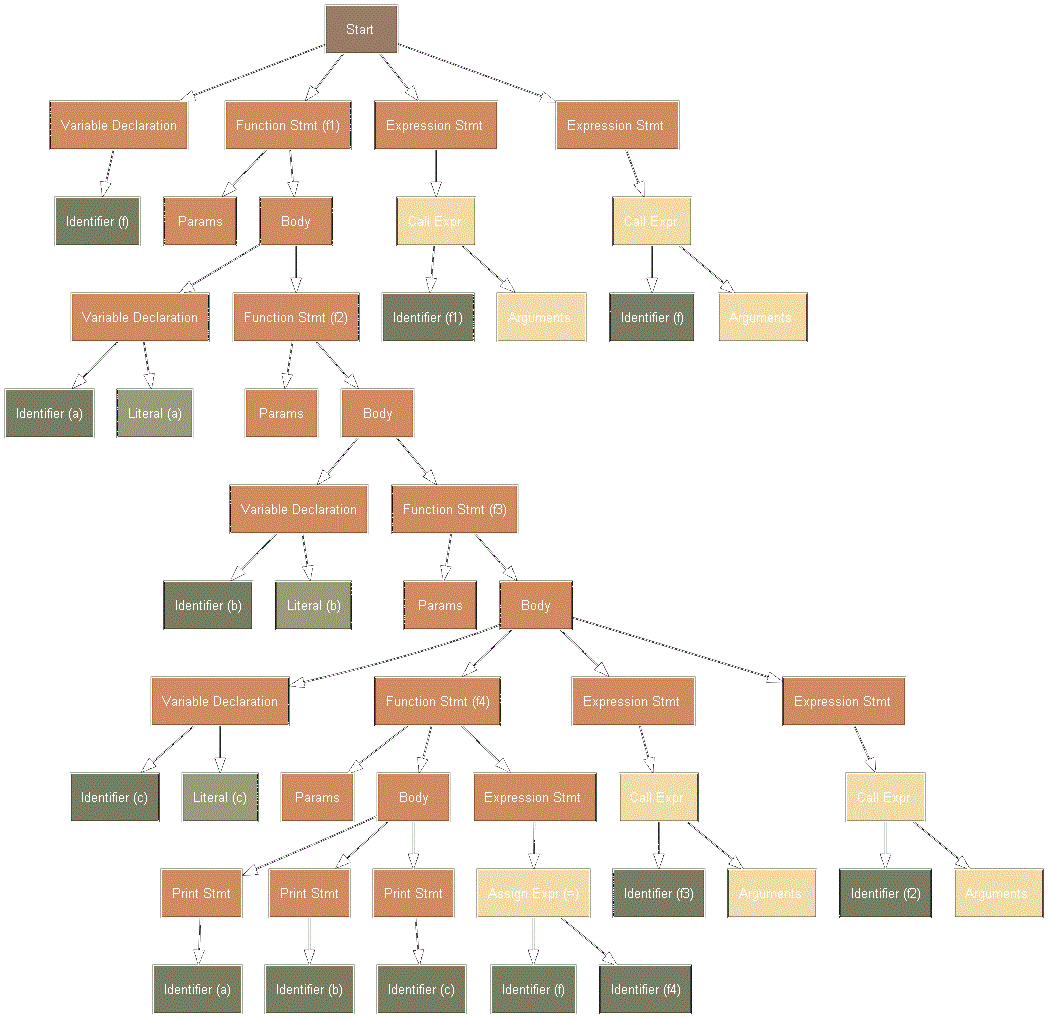 Start
Variable Declaration
Function Stmt (f1)
Expression Stmt
Expression Stmt
Identifier (f)
Params
Body
Call Expr
Call Expr
Variable Declaration
Function Stmt (f2)
Identifier (f1)
Arguments
Identifier (f)
Arguments
Identifier (a)
Literal (a)
Params
Body
Variable Declaration
Function Stmt (f3)
Identifier (b)
Literal (b)
Params
Body
Variable Declaration
Function Stmt (f4)
Expression Stmt
Expression Stmt
Identifier (c)
Literal (c)
Params
Body
Expression Stmt
Call Expr
Call Expr
Print Stmt
Print Stmt
Print Stmt
Assign Expr (=)
Identifier (f3)
Arguments
Identifier (f2)
Arguments
Identifier (a)
Identifier (b)
Identifier (c)
Identifier (f)
Identifier (f4)